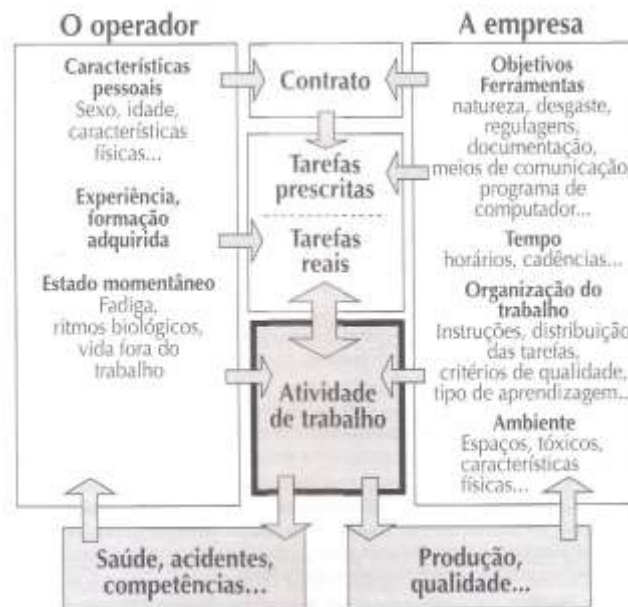 O operador
Características
pessoais
Sexo, idade,
características
físicas...
Experiência,
formação
adquirida
Estado momentâneo
Fadiga,
ritmos biológicos,
vida fora do
trabalho
Contrato
Tarefas
prescritas
Tarefas
reais
Atividade
de trabalho
A empresa
Objetivos
Ferramentas
natureza, desgaste,
regulagens,
documentação,
meios de comunicação
programa de
computador...
Tempo
horários, cadências...
Organização do
trabalho
Instruções, distribuição
das tarefas,
critérios de qualidade,
tipo de aprendizagem...
Ambiente
Espaços, tóxicos,
características
físicas...
Saúde, acidentes,
competências...
Produção,
qualidade...